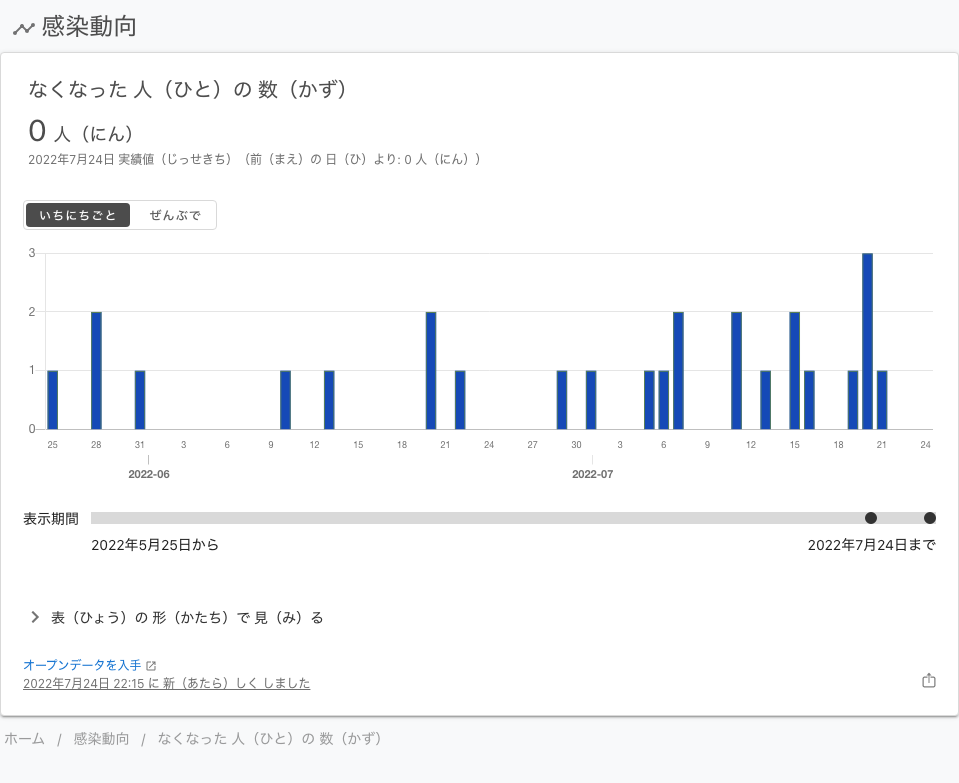 感染動向
なくなった 人（ひと）の 数（かず）
0 人（にん）
2022年7月24日 実績値（じっせきち）（前（まえ）の 日（ひ）より: 0 人（にん））
いちにちごと ぜんぶで
3
2
1
0
25 28 31 3 6 9 12 15 18 21 24 27 30 3 6 9 12 15 18 21 24
2022-06 2022-07
表示期間
2022年5月25日から 2022年7月24日まで
表（ひょう）の 形（かたち）で 見（み）る
オープンデータを入手
2022年7月24日 22:15 に 新（あたら）しく しました
ホーム / 感染動向 / なくなった 人（ひと）の 数（かず）